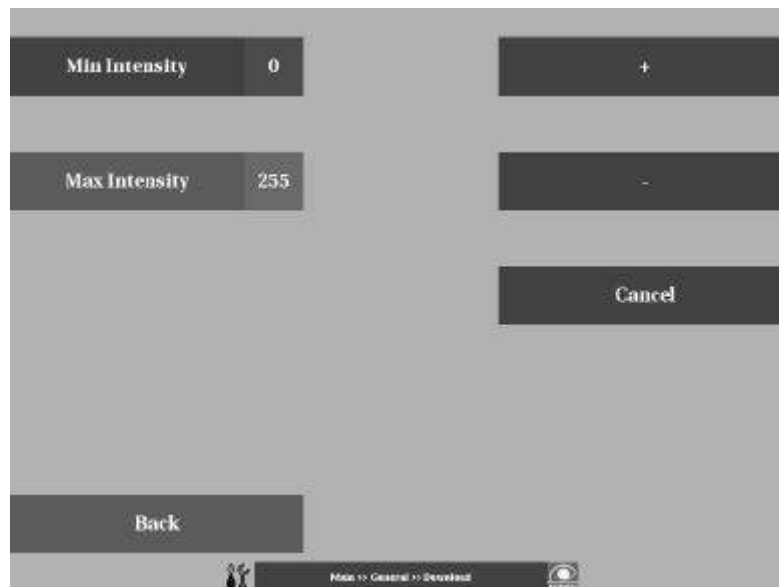 Min Intensity 0
+
Max Intensity 255
-
Cancel
Back
Main >> General >> Download